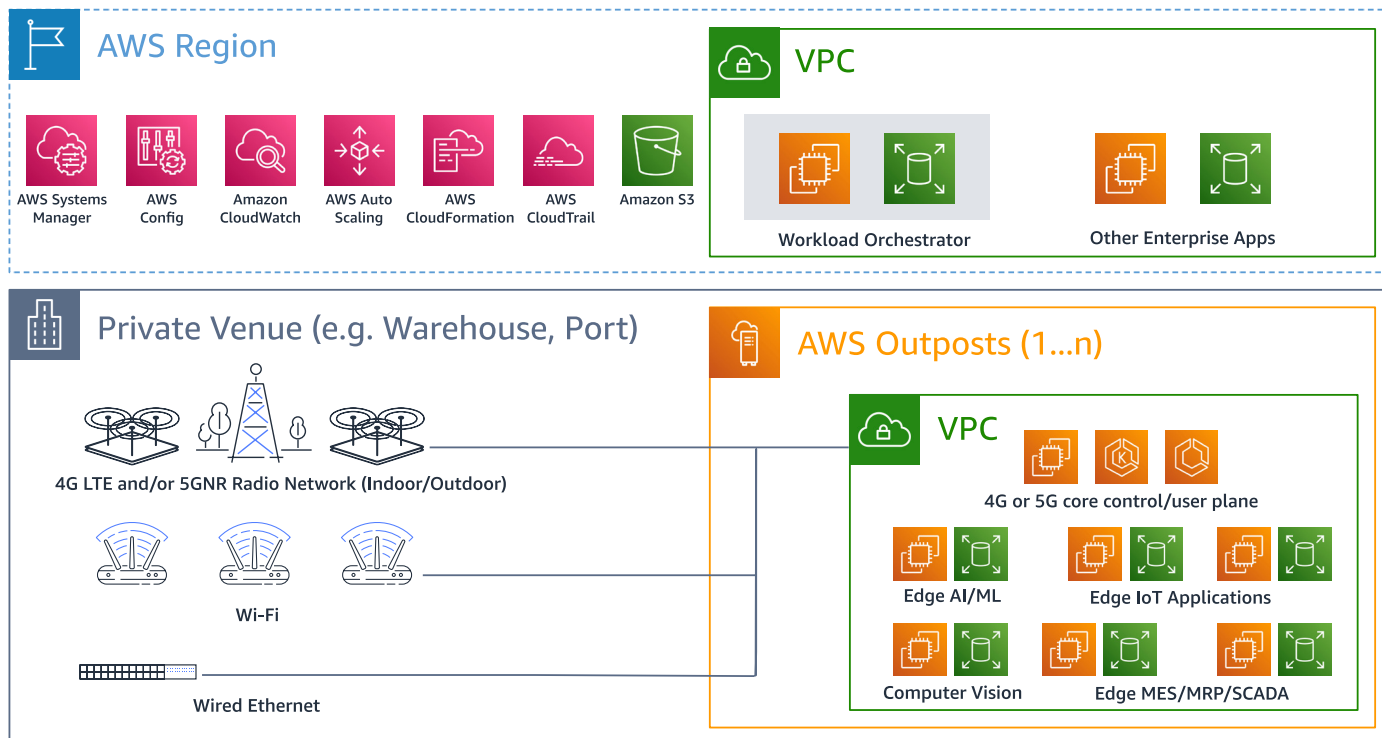 AWS Region
VPC
AWS Systems
Manager
AWS
Config
Amazon
CloudWatch
AWS Auto
Scaling
AWS
CloudFormation
AWS
CloudTrail
Amazon S3
Workload Orchestrator
Other Enterprise Apps
Private Venue (e.g. Warehouse, Port)
AWS Outposts (1...n)
VPC
K
4G LTE and/or 5GNR Radio Network (Indoor/Outdoor)
4G or 5G core control/user plane
Edge AI/ML
Edge IoT Applications
Wi-Fi
Computer Vision
Edge MES/MRP/SCADA
Wired Ethernet